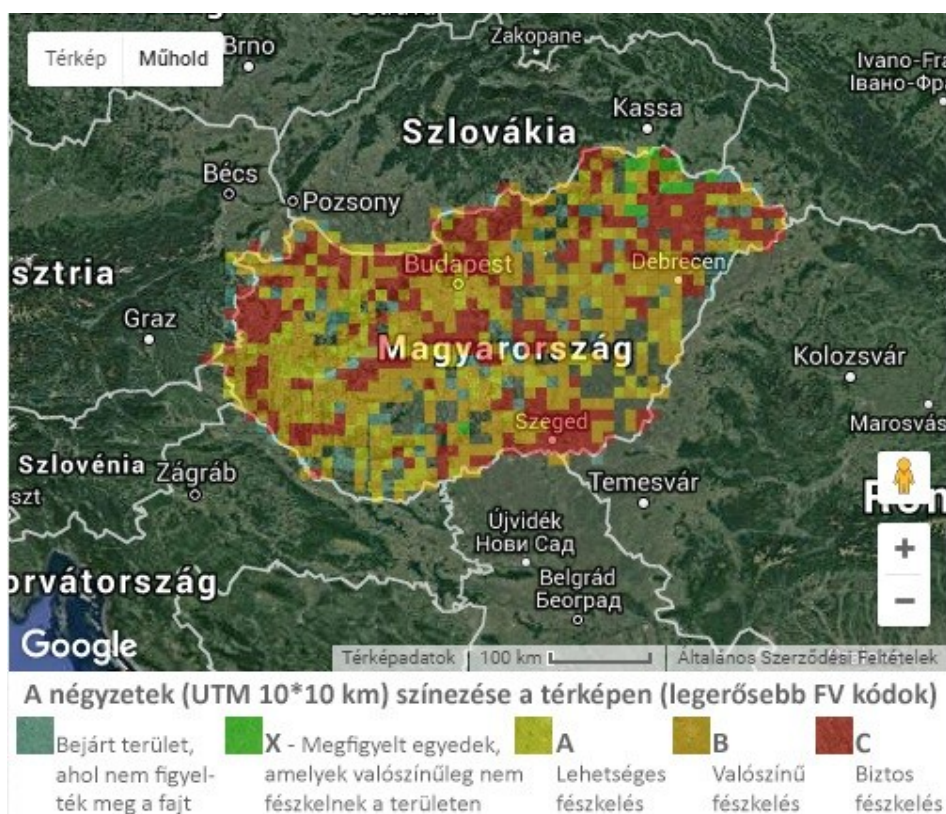 Brno
Zakopane
Ivano-Fra
Івано-Фра
Térkép
Műhold
Kassa
Szlovákia
Bécs
Pozsony
Budapest
Debrecen
sztria
Graz
Magyarország
Kolozsvár
Szeged
Marosvás
Szlovénia
Zágráb
szt
Temesvár
Újvidék
Нови Сад
orvátország
Belgrád
Београд
Google
Térképadatok
100 km
Általános Szerződési Feltételek
A négyzetek (UTM 10*10 km) színezése a térképen (legerősebb FV kódok)
Bejárt terület,
ahol nem figyel-
ték meg a fajt
X - Megfigyelt egyedek,
amelyek valószínűleg nem
fészkelnek a területen
A
Lehetséges
fészkelés
B
Valószínű
fészkelés
C
Biztos
fészkelés